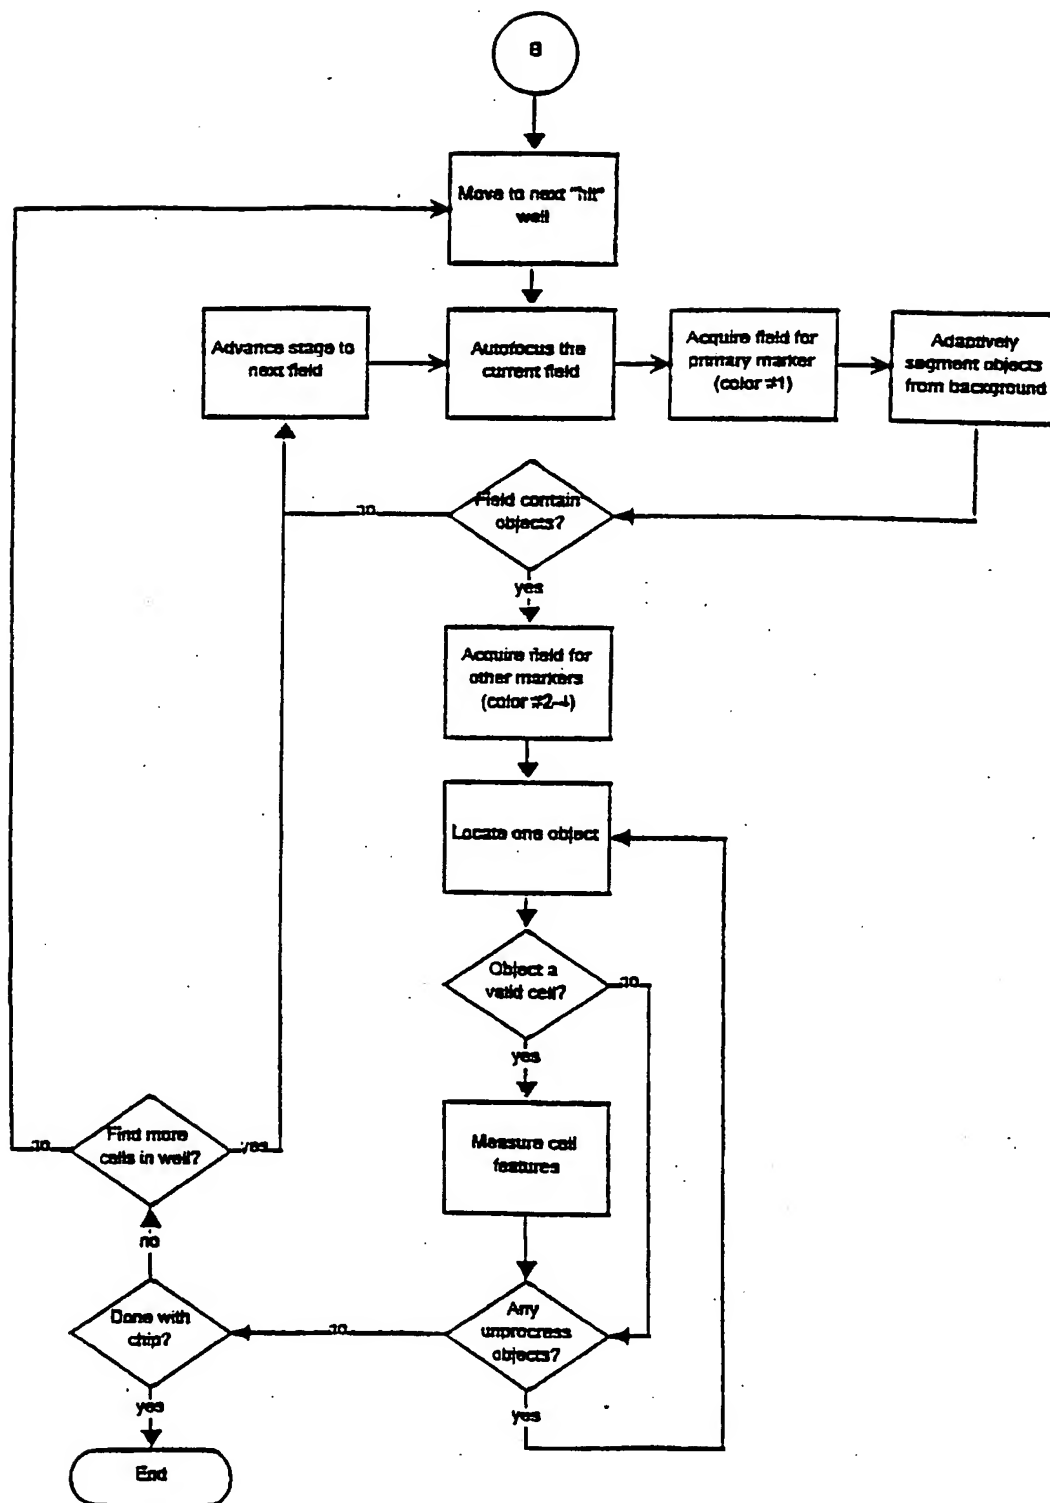 B
Move to next "hit"
well
Advance stage to
next field
Autofocus the
current field
Acquire field for
primary marker
(color #1)
Adaptively
segment objects
from background
Field contain
objects?
no
yes
Acquire field for
other markers
(color #2-4)
Locate one object
Object a
valid cell?
no
yes
Measure cell
features
Find more
cells in well?
no
yes
no
Done with
chip?
no
Any
unprocess
objects?
yes
yes
End